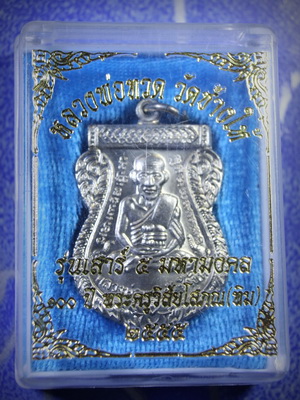 หลวงพ่อทวด วัดช้างให้
รุ่นเสาร์ ๕ มหามงคล
๑๐๐ ปี พระครูวิสัยโสภณ(ทิม)
๒๕๕๕